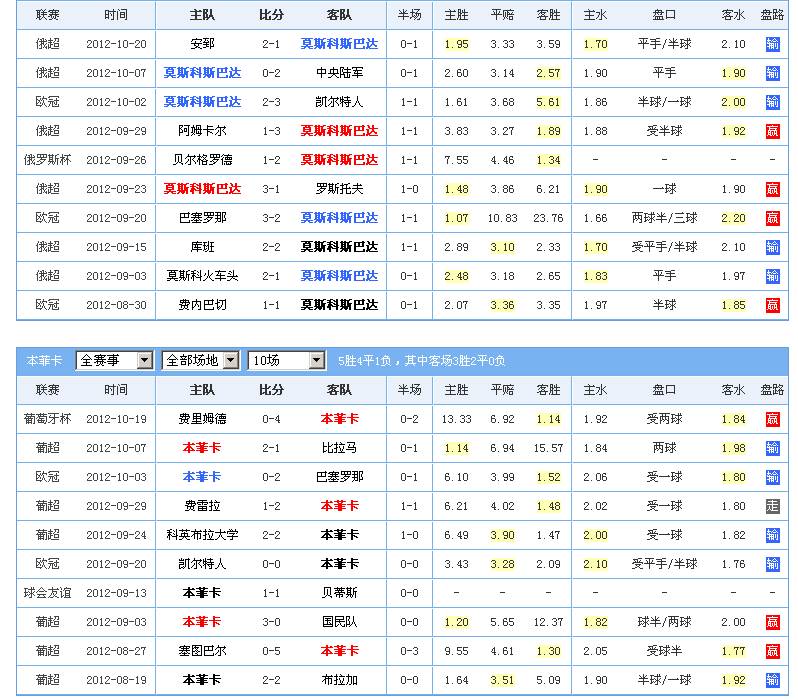 联赛 时间 主队 比分 客队 半场 主胜 平赔 客胜 主水 盘口 客水 盘路
俄超 2012-10-20 安郅 2-1 莫斯科斯巴达 0-1 1.95 3.33 3.59 1.70 平手/半球 2.10 输
俄超 2012-10-07 莫斯科斯巴达 0-2 中央陆军 0-1 2.60 3.14 2.57 1.90 平手 1.90 输
欧冠 2012-10-02 莫斯科斯巴达 2-3 凯尔特人 1-1 1.61 3.68 5.61 1.86 半球/一球 2.00 输
俄超 2012-09-29 阿姆卡尔 1-3 莫斯科斯巴达 1-1 3.83 3.27 1.89 1.88 受半球 1.92 赢
俄罗斯杯 2012-09-26 贝尔格罗德 1-2 莫斯科斯巴达 1-1 7.55 4.46 1.34 - - - -
俄超 2012-09-23 莫斯科斯巴达 3-1 罗斯托夫 1-0 1.48 3.86 6.21 1.90 一球 1.90 赢
欧冠 2012-09-20 巴塞罗那 3-2 莫斯科斯巴达 1-1 1.07 10.83 23.76 1.66 两球半/三球 2.20 赢
俄超 2012-09-15 库班 2-2 莫斯科斯巴达 1-1 2.89 3.10 2.33 1.70 受平手/半球 2.10 输
俄超 2012-09-03 莫斯科火车头 2-1 莫斯科斯巴达 0-1 2.48 3.18 2.65 1.83 平手 1.97 输
欧冠 2012-08-30 费内巴切 1-1 莫斯科斯巴达 0-1 2.07 3.36 3.35 1.97 半球 1.85 赢
本菲卡 全赛事 全部场地 10场 5胜4平1负，其中客场3胜2平0负
联赛 时间 主队 比分 客队 半场 主胜 平赔 客胜 主水 盘口 客水 盘路
葡萄牙杯 2012-10-19 费里姆德 0-4 本菲卡 0-2 13.33 6.92 1.14 1.92 受两球 1.84 赢
葡超 2012-10-07 本菲卡 2-1 比拉马 0-1 1.14 6.94 15.57 1.84 两球 1.98 输
欧冠 2012-10-03 本菲卡 0-2 巴塞罗那 0-1 6.10 3.99 1.52 2.06 受一球 1.80 输
葡超 2012-09-29 费雷拉 1-2 本菲卡 1-1 6.21 4.02 1.48 2.02 受一球 1.80 走
葡超 2012-09-24 科英布拉大学 2-2 本菲卡 1-0 6.49 3.90 1.47 2.00 受一球 1.82 输
欧冠 2012-09-20 凯尔特人 0-0 本菲卡 0-0 3.43 3.28 2.09 2.10 受平手/半球 1.76 输
球会友谊 2012-09-13 本菲卡 1-1 贝蒂斯 0-0 - - - - - - -
葡超 2012-09-03 本菲卡 3-0 国民队 0-0 1.20 5.65 12.37 1.82 球半/两球 2.00 赢
葡超 2012-08-27 塞图巴尔 0-5 本菲卡 0-3 9.55 4.61 1.30 2.05 受球半 1.77 赢
葡超 2012-08-19 本菲卡 2-2 布拉加 0-0 1.64 3.51 5.09 1.90 半球/一球 1.92 输